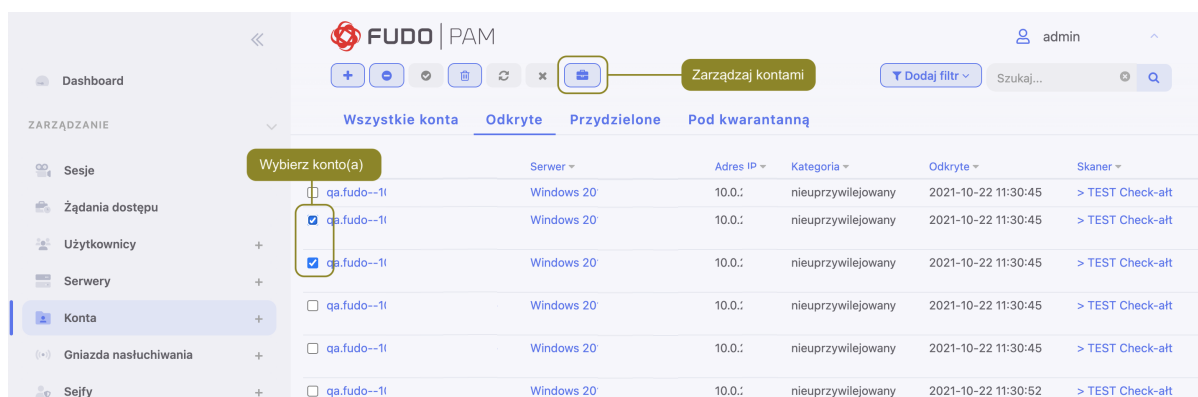 FUDO | PAM
admin
Dashboard
Zarządzaj kontami
Dodaj filtr
Szukaj...
ZARZĄDZANIE
Wszystkie konta Odkryte Przydzielone Pod kwarantanną
Wybierz konto(a)
Serwer Adres IP Kategoria Odkryte Skaner
Sesje
qa.fudo--10 Windows 20 10.0. nieuprzywilejowany 2021-10-22 11:30:45 > TEST Check-ałt
Żądania dostępu
qa.fudo--10 Windows 20 10.0. nieuprzywilejowany 2021-10-22 11:30:45 > TEST Check-ałt
Użytkownicy +
qa.fudo--10 Windows 20 10.0. nieuprzywilejowany 2021-10-22 11:30:45 > TEST Check-ałt
Serwery +
qa.fudo--10 Windows 20 10.0. nieuprzywilejowany 2021-10-22 11:30:45 > TEST Check-ałt
Konta +
qa.fudo--10 Windows 20 10.0. nieuprzywilejowany 2021-10-22 11:30:45 > TEST Check-ałt
Gniazda nasłuchiwania +
qa.fudo--10 Windows 20 10.0. nieuprzywilejowany 2021-10-22 11:30:52 > TEST Check-ałt
Sejfy +